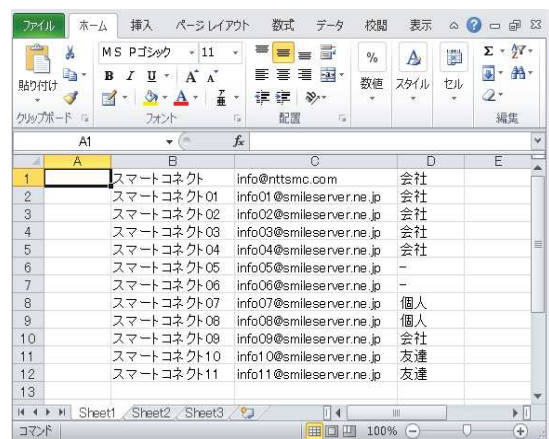 ファイル ホーム 挿入 ページ レイアウト 数式 データ 校閲 表示
MS Pゴシック 11 % Σ
貼り付け B I U A A 数値 スタイル セル
クリップボード フォント 配置 編集
A1 fx
A B C D E
1 スマートコネクト info@nttsmc.com 会社
2 スマートコネクト01 info01@smileserver.ne.jp 会社
3 スマートコネクト02 info02@smileserver.ne.jp 会社
4 スマートコネクト03 info03@smileserver.ne.jp 会社
5 スマートコネクト04 info04@smileserver.ne.jp 会社
6 スマートコネクト05 info05@smileserver.ne.jp -
7 スマートコネクト06 info06@smileserver.ne.jp -
8 スマートコネクト07 info07@smileserver.ne.jp 個人
9 スマートコネクト08 info08@smileserver.ne.jp 個人
10 スマートコネクト09 info09@smileserver.ne.jp 会社
11 スマートコネクト10 info10@smileserver.ne.jp 友達
12 スマートコネクト11 info11@smileserver.ne.jp 友達
13
Sheet1 Sheet2 Sheet3
コマンド 100%